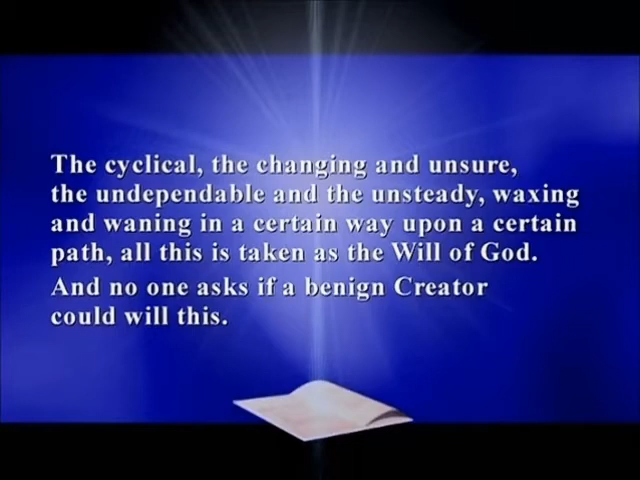 The cyclical, the changing and unsure,
the undependable and the unsteady, waxing
and waning in a certain way upon a certain
path, all this is taken as the Will of God.
And no one asks if a benign Creator
could will this.